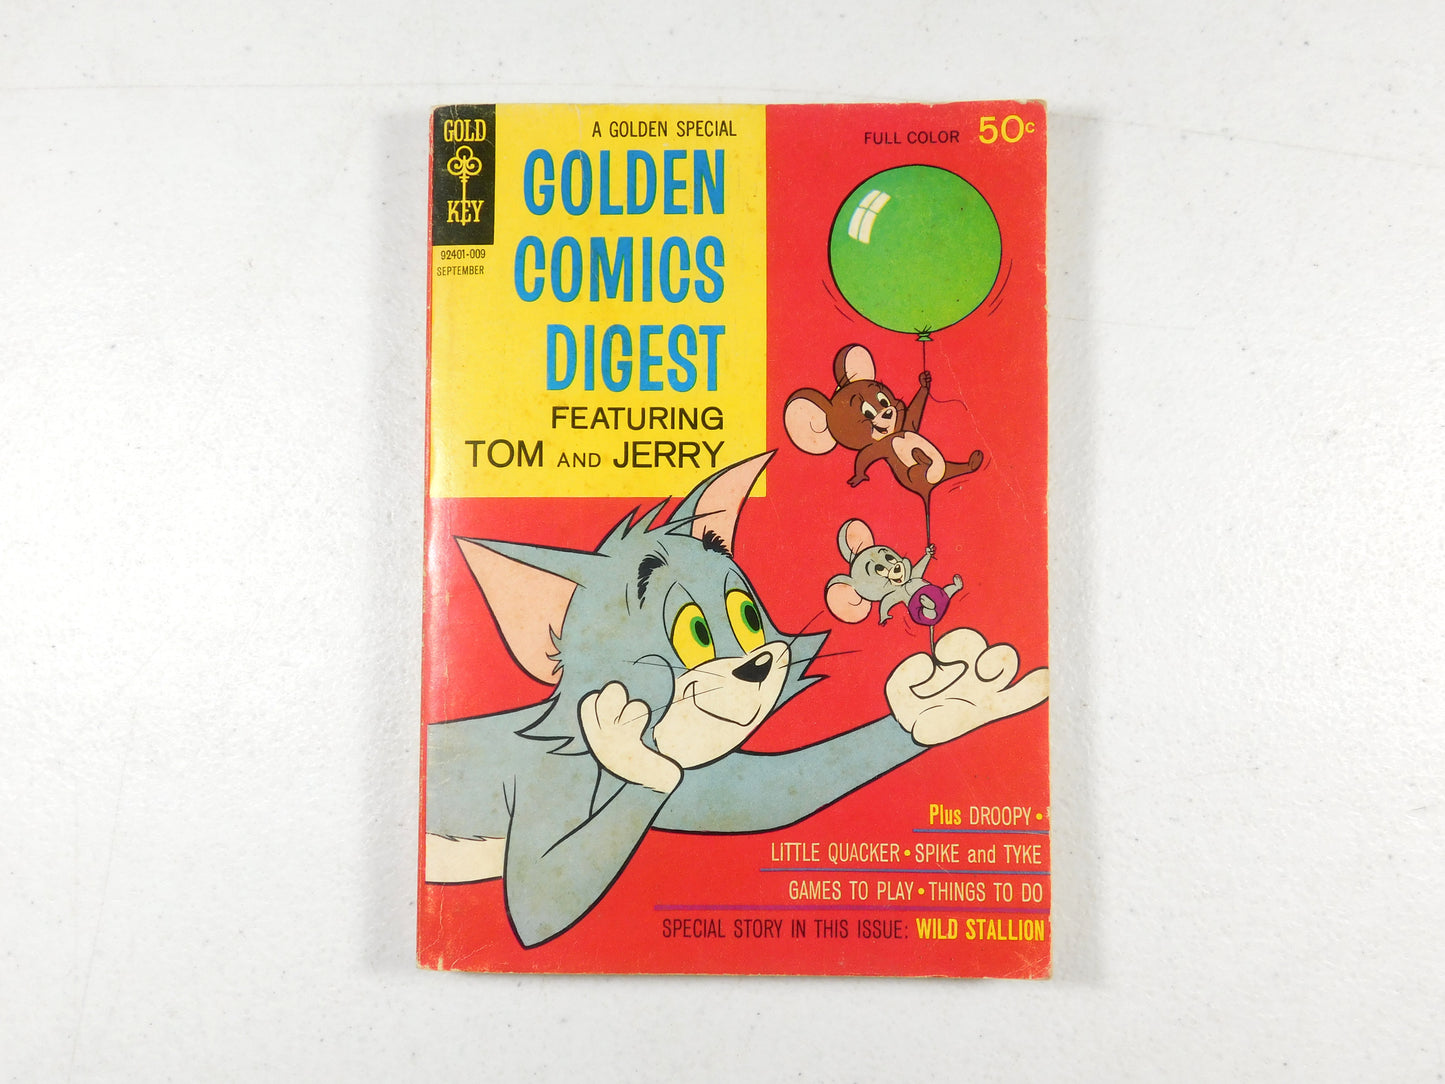 GOLD
KEY
92401-009
SEPTEMBER
A GOLDEN SPECIAL
GOLDEN
COMICS
DIGEST
FEATURING
TOM AND JERRY
FULL COLOR 50c
Plus DROOPY •
LITTLE QUACKER • SPIKE and TYKE
GAMES TO PLAY • THINGS TO DO
SPECIAL STORY IN THIS ISSUE: WILD STALLION